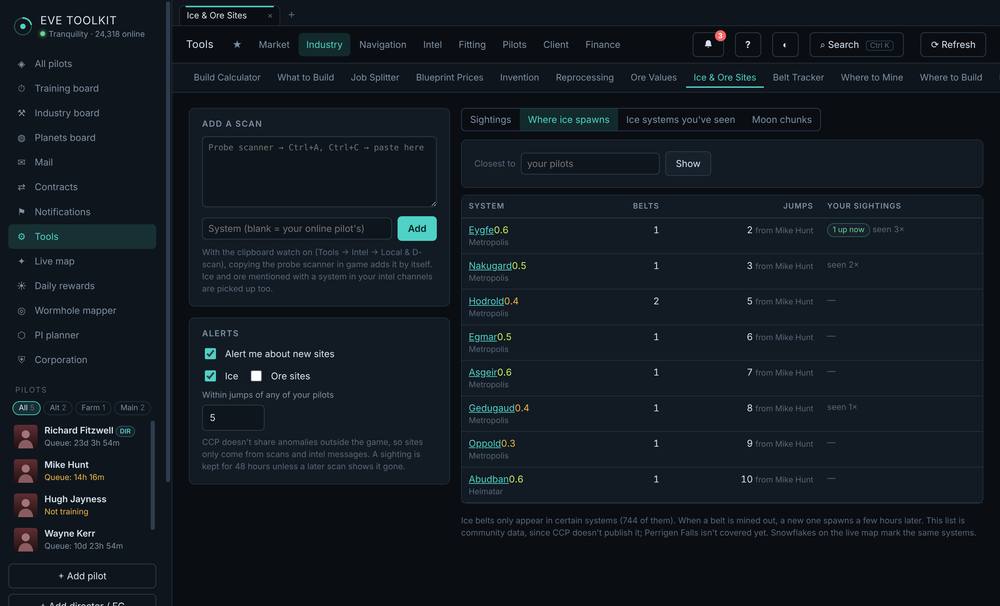 EVE TOOLKIT
Tranquility · 24,318 online
All pilots
Training board
Industry board
Planets board
Mail
Contracts
Notifications
Tools
Live map
Daily rewards
Wormhole mapper
PI planner
Corporation
PILOTS
All 5 Alt 2 Farm 1 Main 2
Richard Fitzwell DIR
Queue: 23d 3h 54m
Mike Hunt
Queue: 14h 16m
Hugh Jayness
Not training
Wayne Kerr
Queue: 10d 23h 54m
+ Add pilot
+ Add director / FC
Ice & Ore Sites × +
Tools ★ Market Industry Navigation Intel Fitting Pilots Client Finance 3 ? Search Ctrl K ⟳ Refresh
Build Calculator What to Build Job Splitter Blueprint Prices Invention Reprocessing Ore Values Ice & Ore Sites Belt Tracker Where to Mine Where to Build
ADD A SCAN
Probe scanner → Ctrl+A, Ctrl+C → paste here
System (blank = your online pilot's) Add
With the clipboard watch on (Tools → Intel → Local & D-
scan), copying the probe scanner in game adds it by itself.
Ice and ore mentioned with a system in your intel channels
are picked up too.
ALERTS
Alert me about new sites
Ice Ore sites
Within jumps of any of your pilots
5
CCP doesn't share anomalies outside the game, so sites
only come from scans and intel messages. A sighting is
kept for 48 hours unless a later scan shows it gone.
Sightings Where ice spawns Ice systems you've seen Moon chunks
Closest to your pilots Show
SYSTEM BELTS JUMPS YOUR SIGHTINGS
Eygfe0.6 1 2 from Mike Hunt 1 up now seen 3×
Metropolis
Nakugard0.5 1 3 from Mike Hunt seen 2×
Metropolis
Hodrold0.4 2 5 from Mike Hunt —
Metropolis
Egmar0.5 1 6 from Mike Hunt —
Metropolis
Asgeir0.6 1 7 from Mike Hunt —
Metropolis
Gedugaud0.4 1 8 from Mike Hunt seen 1×
Metropolis
Oppold0.3 1 9 from Mike Hunt —
Metropolis
Abudban0.6 1 10 from Mike Hunt —
Heimatar
Ice belts only appear in certain systems (744 of them). When a belt is mined out, a new one spawns a few hours later. This list is
community data, since CCP doesn't publish it; Perrigen Falls isn't covered yet. Snowflakes on the live map mark the same systems.